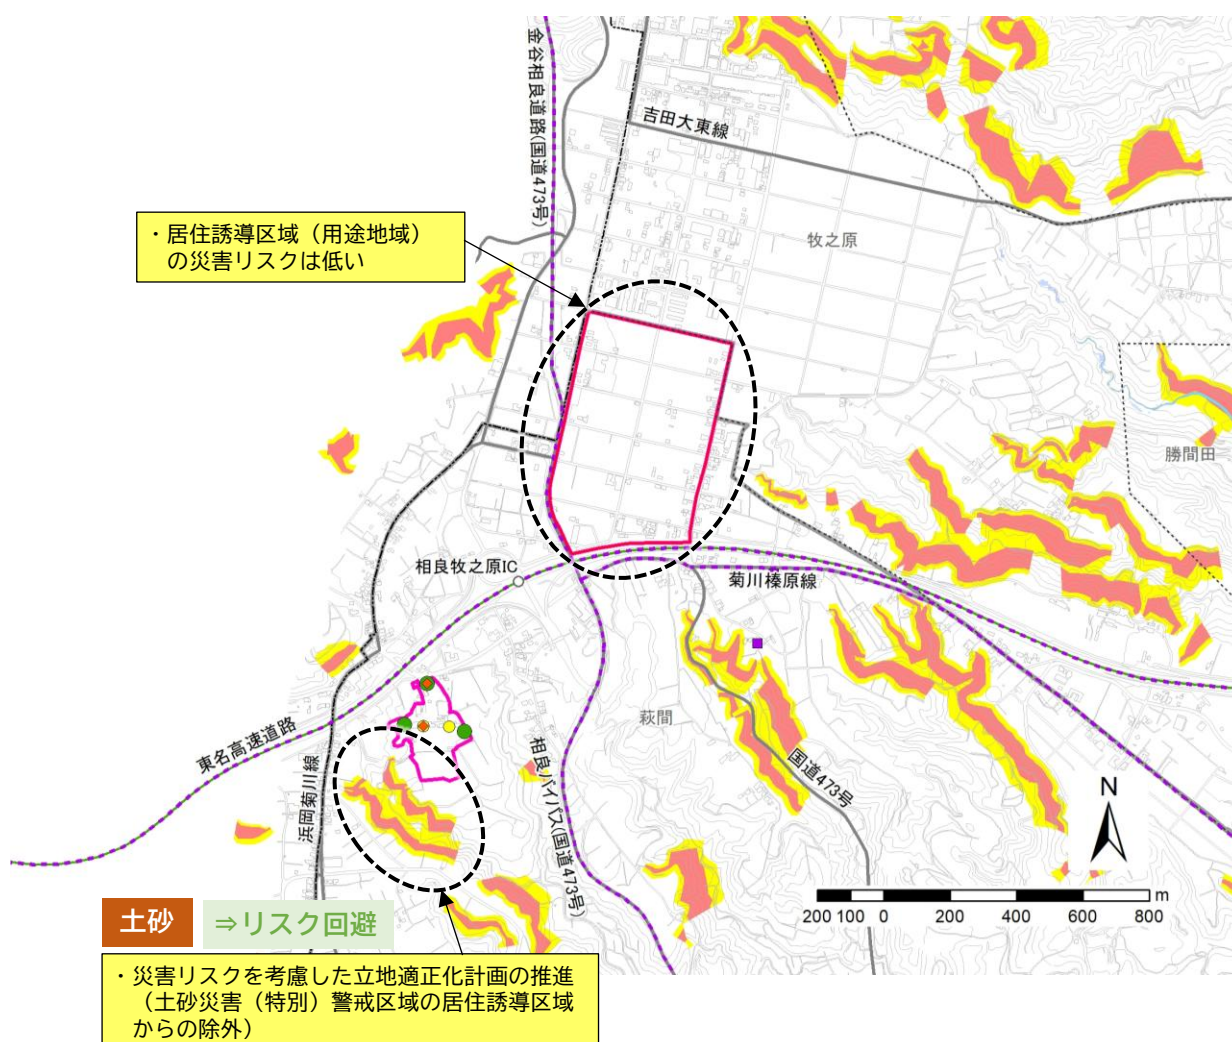 金谷相良道路(国道473号)
吉田大東線
・居住誘導区域（用途地域）
の災害リスクは低い
牧之原
勝間田
相良牧之原IC
菊川榛原線
萩間
東名高速道路
浜岡菊川線
相良バイパス(国道473号)
国道473号
N
200 100 0 200 400 600 800 m
土砂
⇒リスク回避
・災害リスクを考慮した立地適正化計画の推進
（土砂災害（特別）警戒区域の居住誘導区域
からの除外）